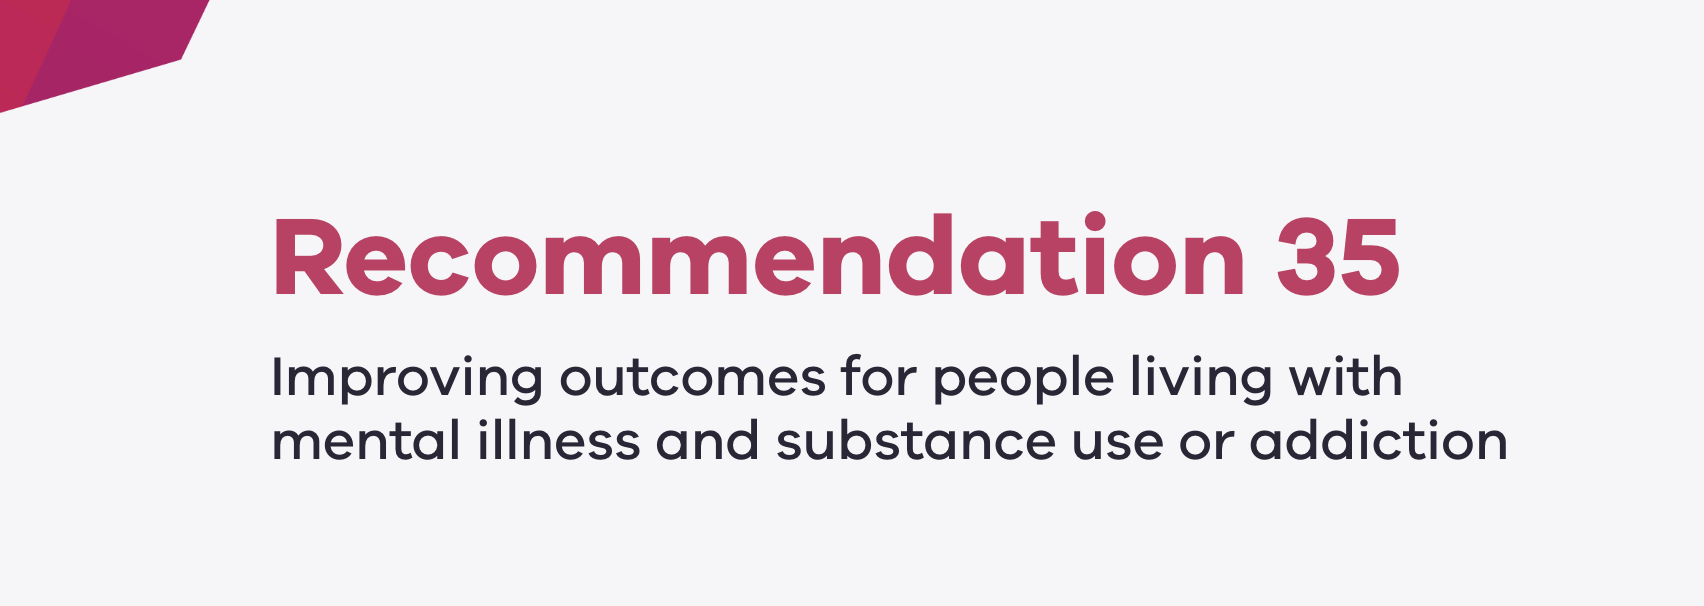 Recommendation 35
Improving outcomes for people living with
mental illness and substance use or addiction